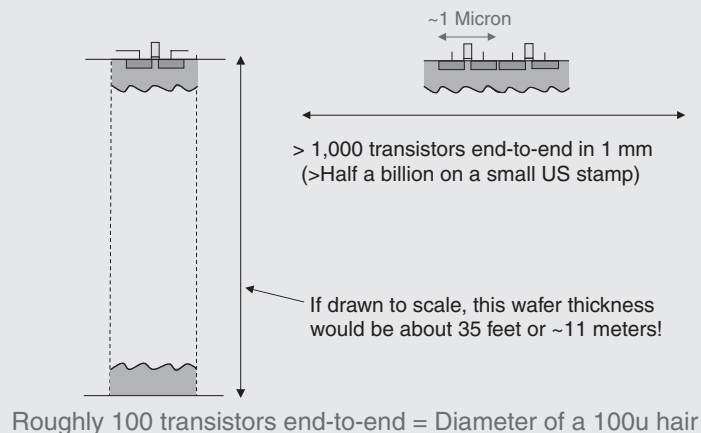 ~1 Micron
> 1,000 transistors end-to-end in 1 mm
(>Half a billion on a small US stamp)
If drawn to scale, this wafer thickness
would be about 35 feet or ~11 meters!
Roughly 100 transistors end-to-end = Diameter of a 100u hair